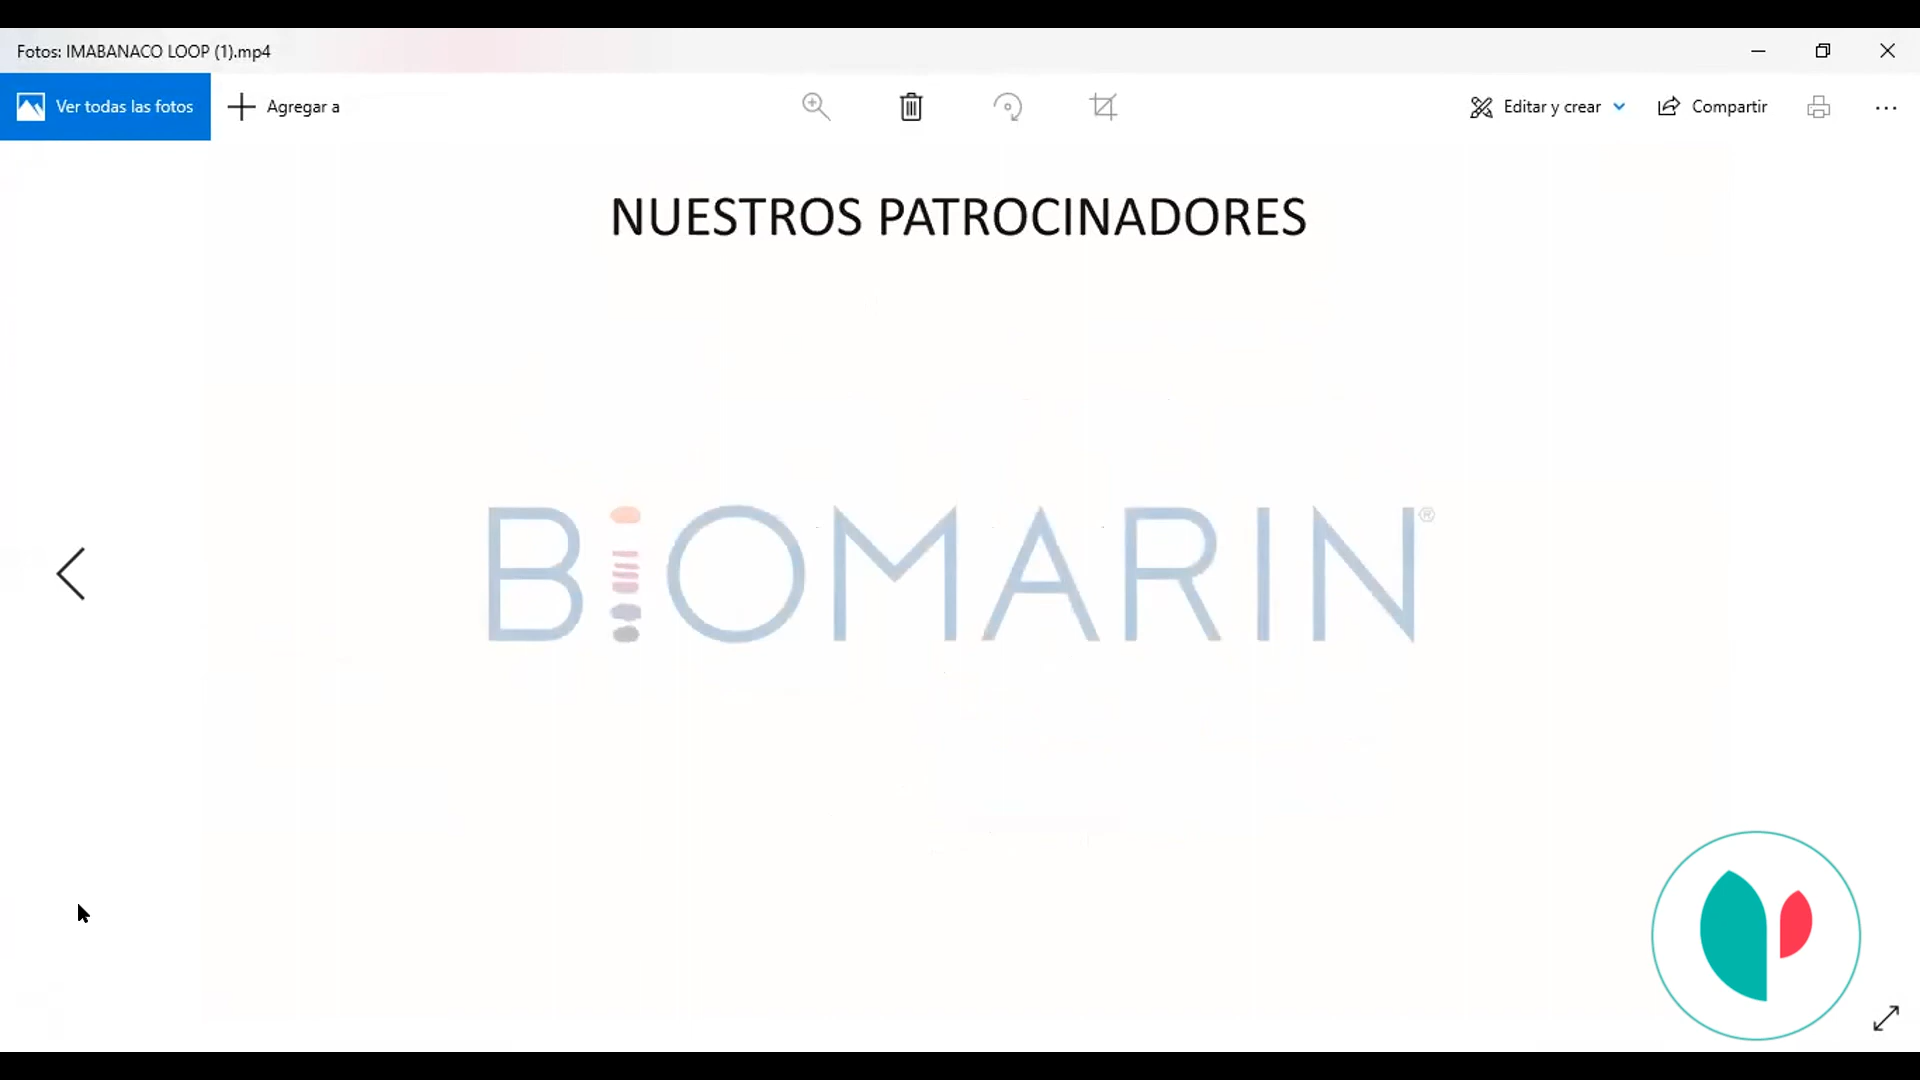 Fotos: IMABANACO LOOP (1).mp4
Ver todas las fotos
Agregar a
Editar y crear
Compartir
NUESTROS PATROCINADORES
BIOMARIN®